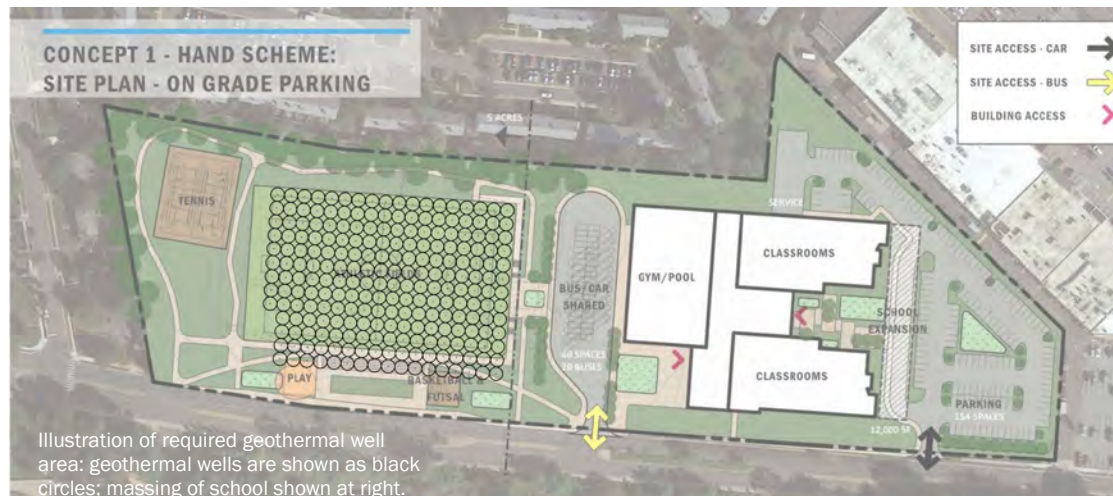 CONCEPT 1 - HAND SCHEME:
SITE PLAN - ON GRADE PARKING
SITE ACCESS - CAR
SITE ACCESS - BUS
BUILDING ACCESS
5 ACRES
TENNIS
SERVICE
CLASSROOMS
GYM/POOL
BUS/CAR
SHARED
SCHOOL
EXPANSION
20 BUSES
PLAY
BASKETBALL &
FUTSAL
CLASSROOMS
PARKING
154 SPACES
12,000 SF
Illustration of required geothermal well
area: geothermal wells are shown as black
circles; massing of school shown at right.